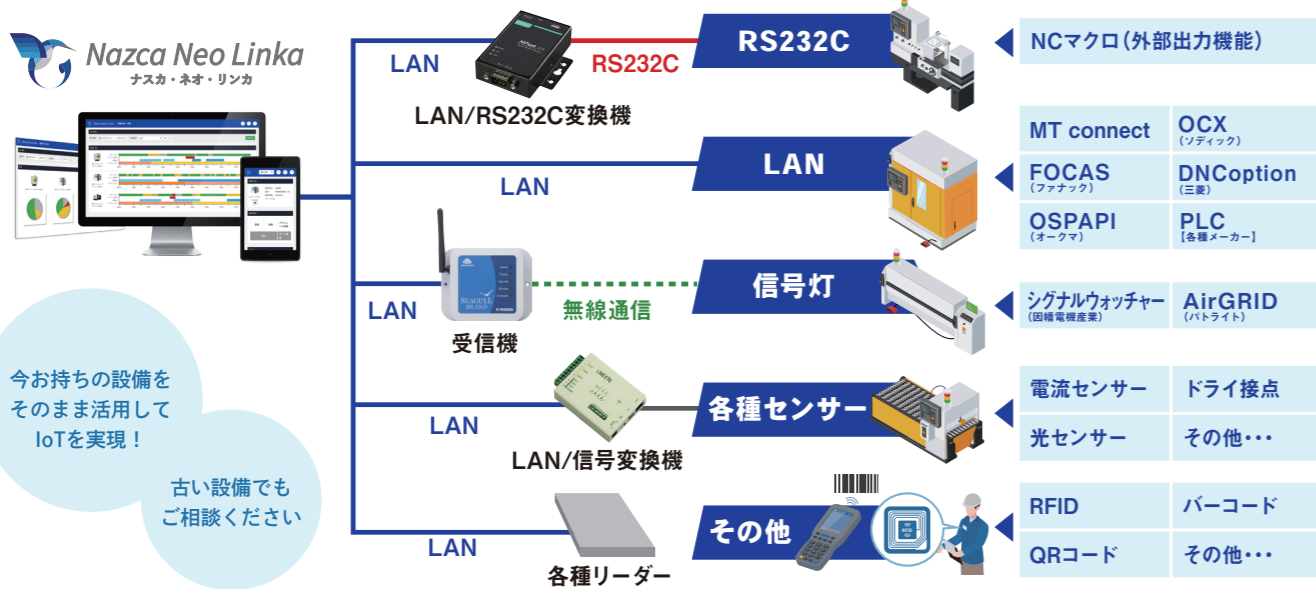 Nazca Neo Linka
ナスカ・ネオ・リンカ
今お持ちの設備を
そのまま活用して
IoTを実現！
古い設備でも
ご相談ください
LAN
LAN/RS232C変換機
RS232C
RS232C
NCマクロ（外部出力機能）
LAN
LAN
MT connect
OCX
（ソディック）
FOCAS
（ファナック）
DNCoption
（三菱）
OSPAPI
（オークマ）
PLC
【各種メーカー】
LAN
SEAGULL
受信機
無線通信
信号灯
シグナルウォッチャー
（因幡電機産業）
AirGRID
（パトライト）
LAN
LAN/信号変換機
各種センサー
電流センサー
ドライ接点
光センサー
その他・・・
LAN
各種リーダー
その他
RFID
RFID
バーコード
QRコード
その他・・・